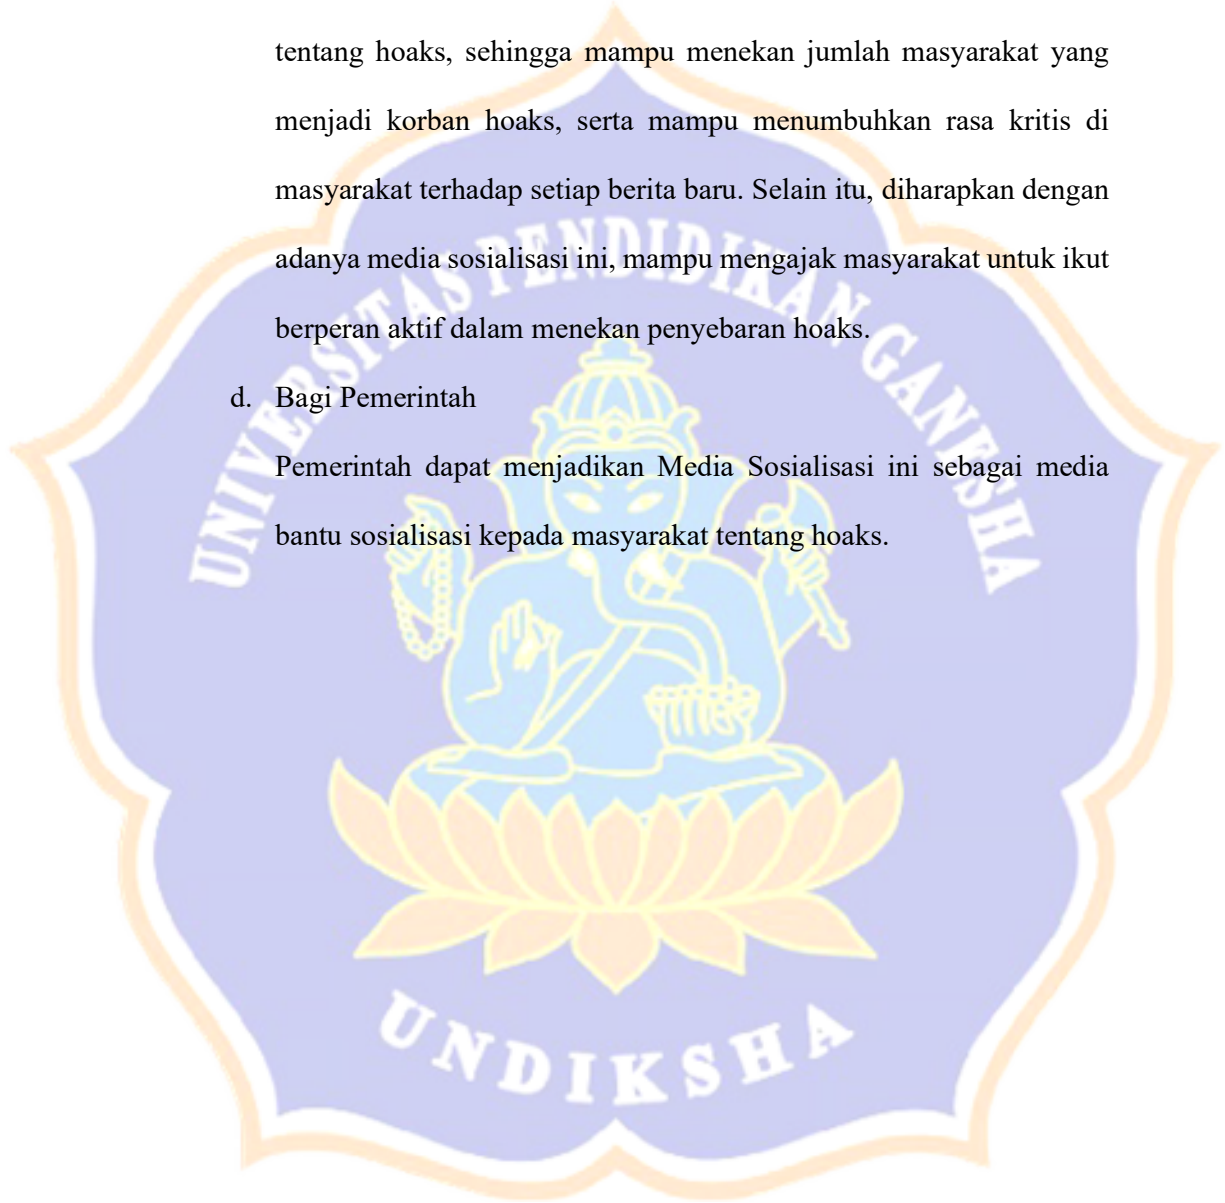 tentang hoaks, sehingga mampu menekan jumlah masyarakat yang
menjadi korban hoaks, serta mampu menumbuhkan rasa kritis di
masyarakat terhadap setiap berita baru. Selain itu, diharapkan dengan
adanya media sosialisasi ini, mampu mengajak masyarakat untuk ikut
berperan aktif dalam menekan penyebaran hoaks.
d. Bagi Pemerintah
Pemerintah dapat menjadikan Media Sosialisasi ini sebagai media
bantu sosialisasi kepada masyarakat tentang hoaks.
UNIVERSITAS PENDIDIKAN GANESHA
UNDIKSHA